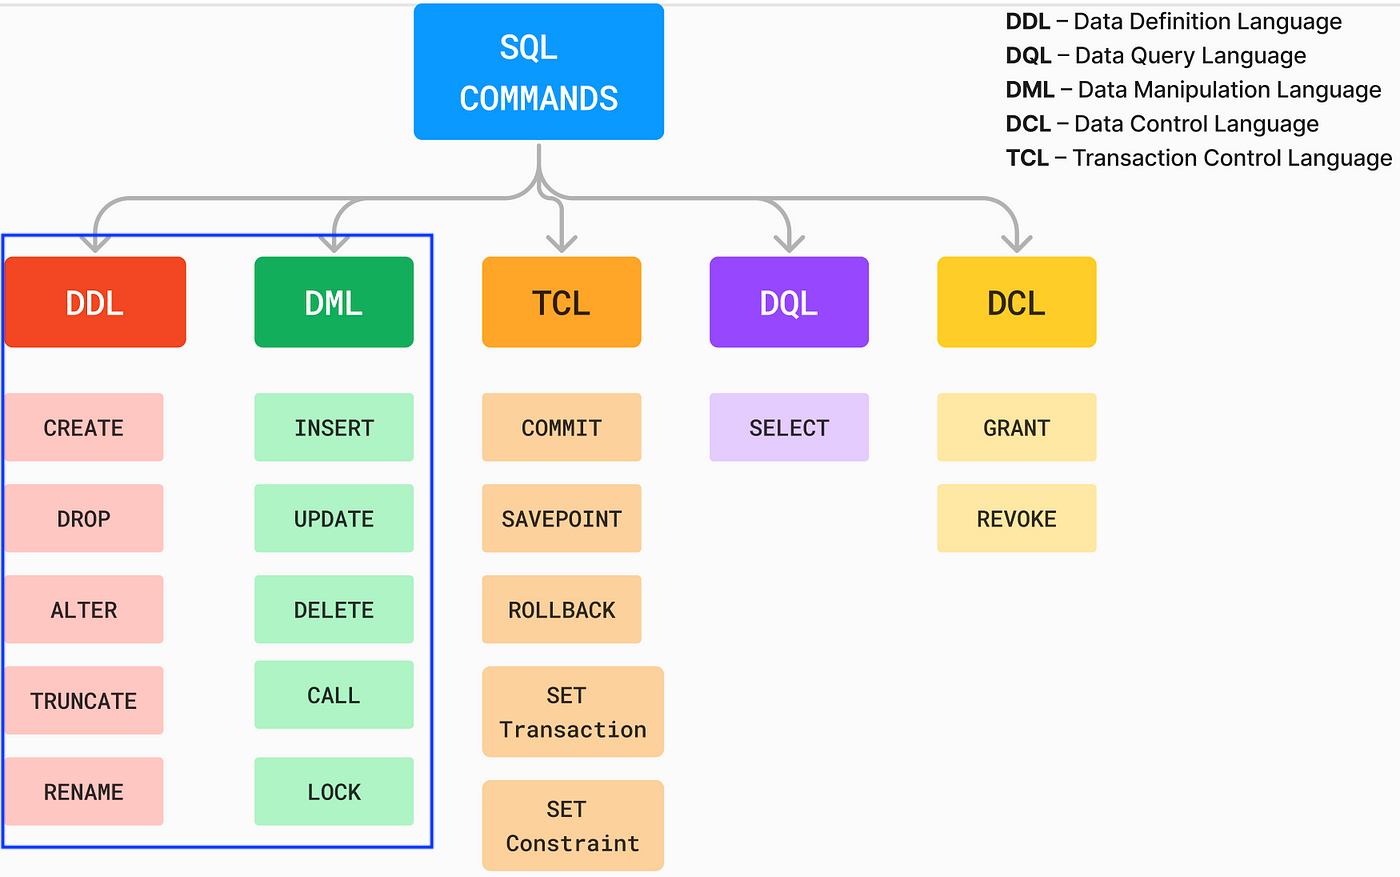 SQL
COMMANDS
DDL – Data Definition Language
DQL – Data Query Language
DML – Data Manipulation Language
DCL – Data Control Language
TCL – Transaction Control Language
DDL
DML
TCL
DQL
DCL
CREATE
INSERT
COMMIT
SELECT
GRANT
DROP
UPDATE
SAVEPOINT
REVOKE
ALTER
DELETE
ROLLBACK
TRUNCATE
CALL
SET
Transaction
RENAME
LOCK
SET
Constraint